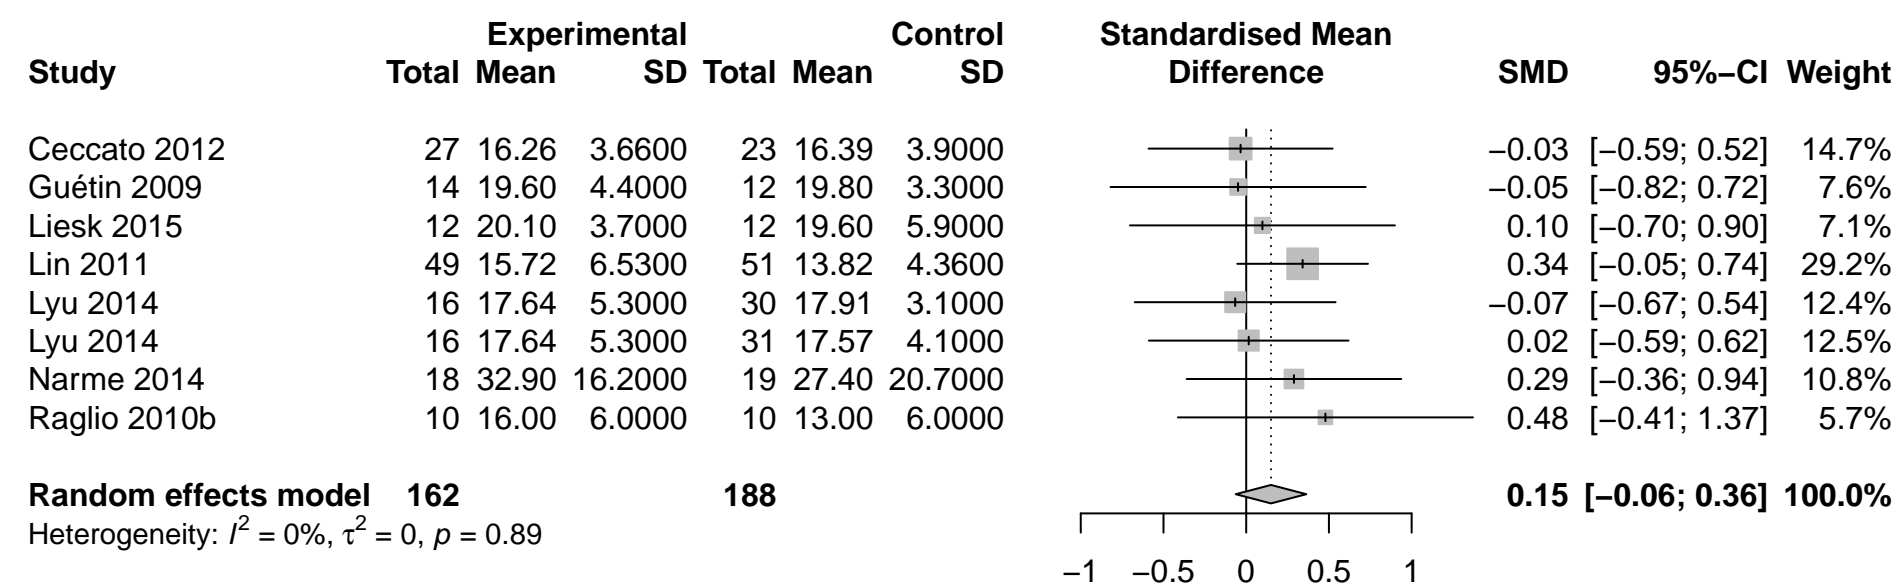 Experimental Control Standardised Mean
Study Total Mean SD Total Mean SD Difference SMD 95%−CI Weight
Ceccato 2012 27 16.26 3.6600 23 16.39 3.9000 −0.03 [−0.59; 0.52] 14.7%
Guétin 2009 14 19.60 4.4000 12 19.80 3.3000 −0.05 [−0.82; 0.72] 7.6%
Liesk 2015 12 20.10 3.7000 12 19.60 5.9000 0.10 [−0.70; 0.90] 7.1%
Lin 2011 49 15.72 6.5300 51 13.82 4.3600 0.34 [−0.05; 0.74] 29.2%
Lyu 2014 16 17.64 5.3000 30 17.91 3.1000 −0.07 [−0.67; 0.54] 12.4%
Lyu 2014 16 17.64 5.3000 31 17.57 4.1000 0.02 [−0.59; 0.62] 12.5%
Narme 2014 18 32.90 16.2000 19 27.40 20.7000 0.29 [−0.36; 0.94] 10.8%
Raglio 2010b 10 16.00 6.0000 10 13.00 6.0000 0.48 [−0.41; 1.37] 5.7%
Random effects model 162 188 0.15 [−0.06; 0.36] 100.0%
Heterogeneity: I² = 0%, τ² = 0, p = 0.89
−1 −0.5 0 0.5 1